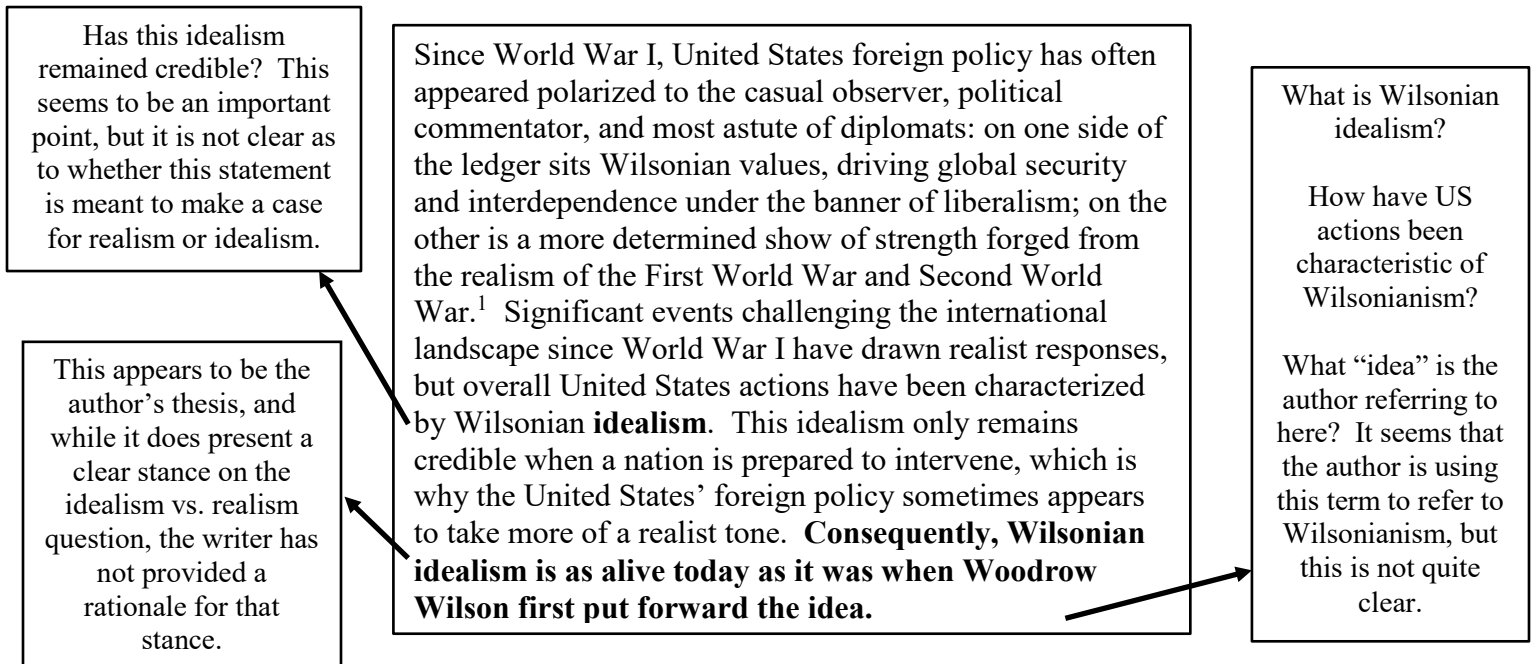 Has this idealism
remained credible?  This
seems to be an important
point, but it is not clear as
to whether this statement
is meant to make a case
for realism or idealism.
This appears to be the
author’s thesis, and
while it does present a
clear stance on the
idealism vs. realism
question, the writer has
not provided a
rationale for that
stance.
Since World War I, United States foreign policy has often
appeared polarized to the casual observer, political
commentator, and most astute of diplomats: on one side of
the ledger sits Wilsonian values, driving global security
and interdependence under the banner of liberalism; on the
other is a more determined show of strength forged from
the realism of the First World War and Second World
War.1  Significant events challenging the international
landscape since World War I have drawn realist responses,
but overall United States actions have been characterized
by Wilsonian idealism.  This idealism only remains
credible when a nation is prepared to intervene, which is
why the United States’ foreign policy sometimes appears
to take more of a realist tone.  Consequently, Wilsonian
idealism is as alive today as it was when Woodrow
Wilson first put forward the idea.
What is Wilsonian
idealism?
How have US
actions been
characteristic of
Wilsonianism?
What “idea” is the
author referring to
here?  It seems that
the author is using
this term to refer to
Wilsonianism, but
this is not quite
clear.